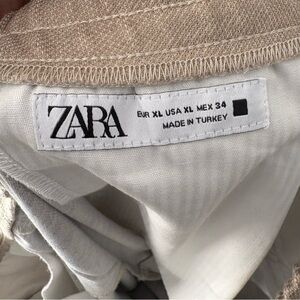 ZARA
EUR XL USA XL MEX 34
MADE IN TURKEY